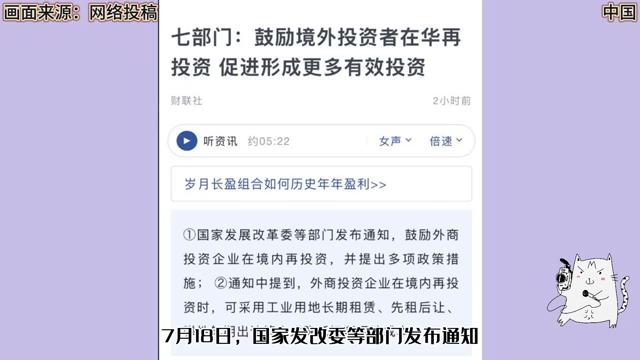 画面来源：网络投稿
中国
七部门：鼓励境外投资者在华再
投资 促进形成更多有效投资
财联社
2小时前
听资讯 约05:22 女声 倍速
岁月长盈组合如何历史年年盈利>>
①国家发展改革委等部门发布通知，鼓励外商
投资企业在境内再投资，并提出多项政策措
施； ②通知中提到，外商投资企业在境内再投
资时，可采用工业用地长期租赁、先租后让、
7月18日，国家发改委等部门发布通知